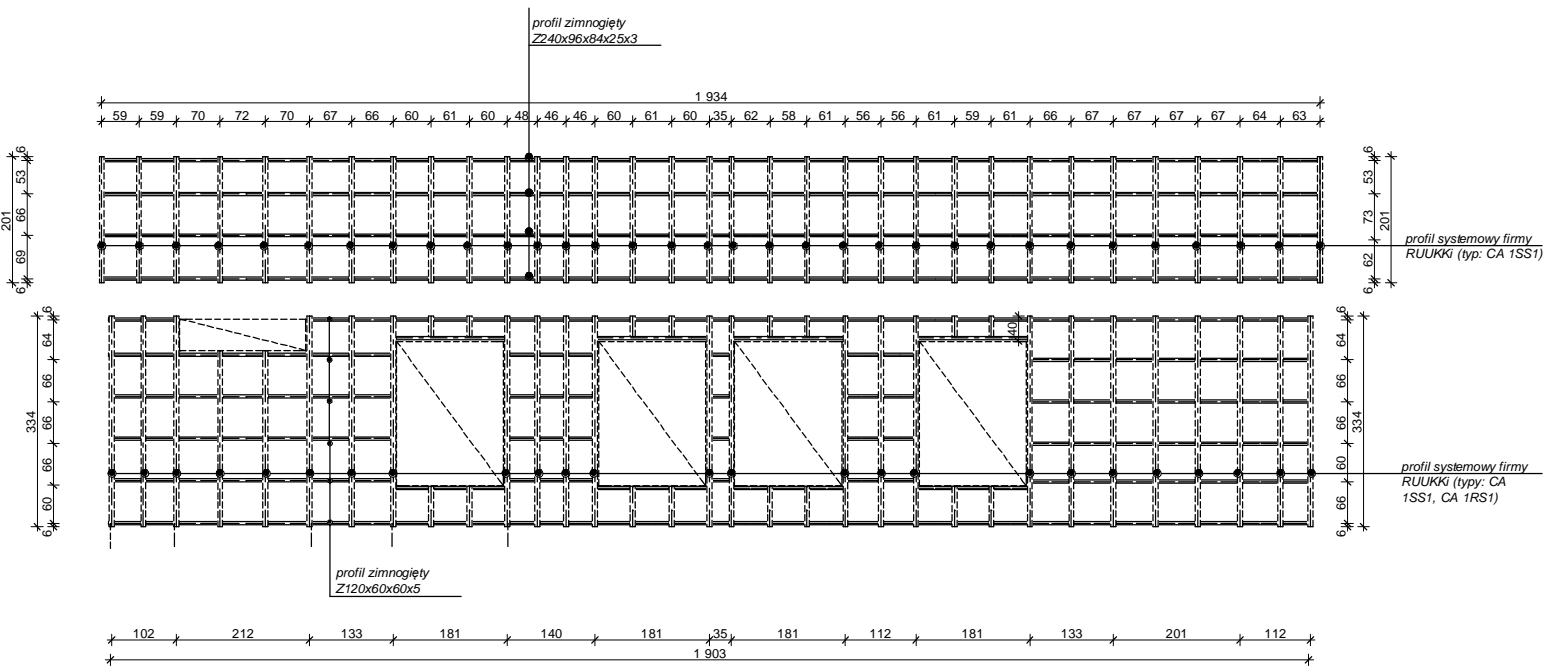 profil zimnogięty
Z240x96x84x25x3
1 934
59 59 70 72 70 67 66 60 61 60 48 46 46 60 61 60 35 62 58 61 56 56 61 59 61 66 67 67 67 67 64 63
6
53
66
69
6
201
6
53
73
62
6
201
profil systemowy firmy
RUUKKi (typ: CA 1SS1)
6
64
66
66
66
60
6
334
40
6
64
66
66
60
66
6
334
profil systemowy firmy
RUUKKi (typy: CA
1SS1, CA 1RS1)
profil zimnogięty
Z120x60x60x5
102 212 133 181 140 181 35 181 112 181 133 201 112
1 903